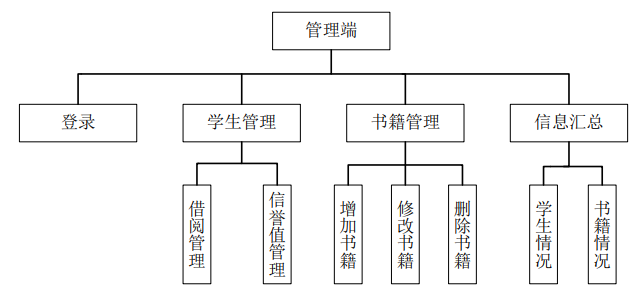 管理端
登录
学生管理
书籍管理
信息汇总
借阅管理
信誉值管理
增加书籍
修改书籍
删除书籍
学生情况
书籍情况